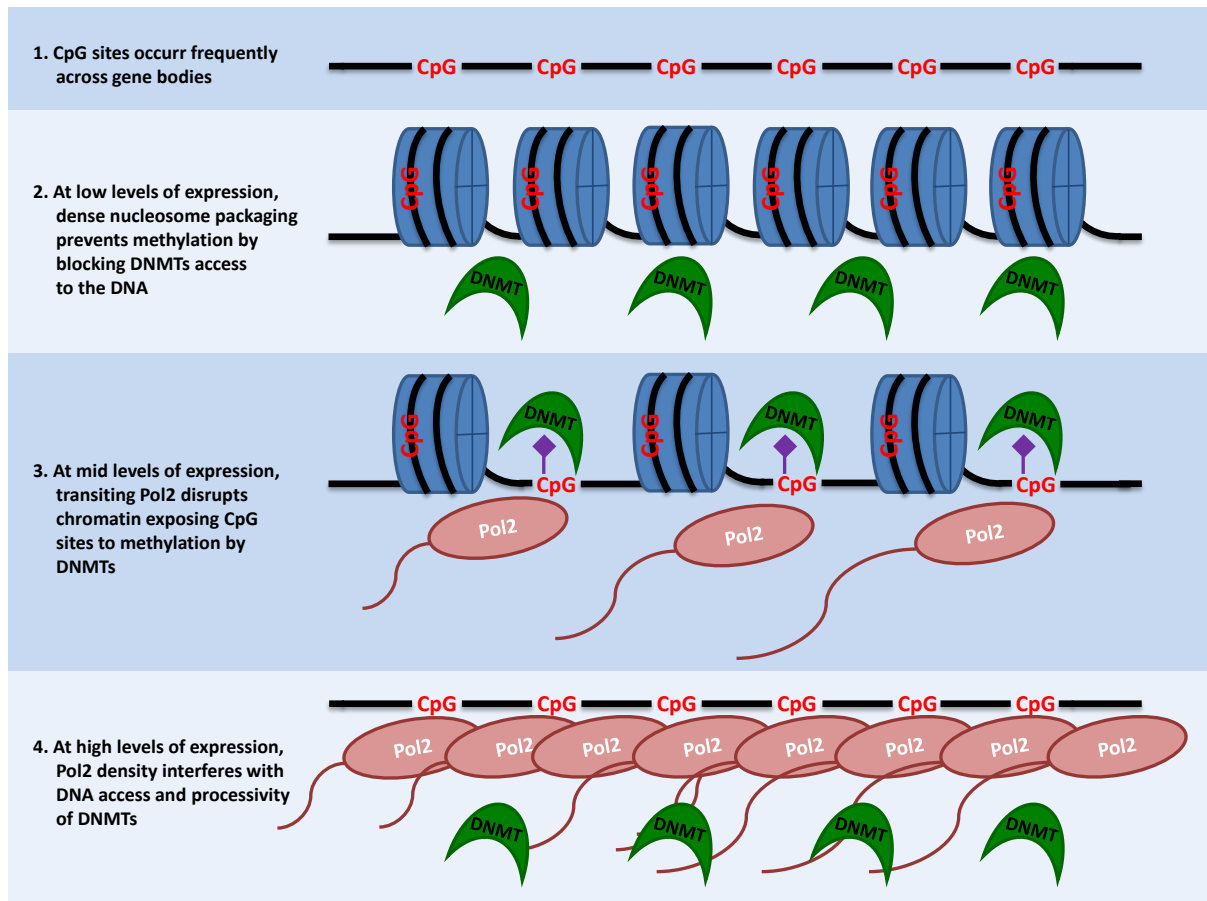 1. CpG sites occurr frequently
across gene bodies
CpG CpG CpG CpG CpG CpG
2. At low levels of expression,
dense nucleosome packaging
prevents methylation by
blocking DNMTs access
to the DNA
CpG CpG CpG CpG CpG CpG
DNMT DNMT DNMT DNMT
3. At mid levels of expression,
transiting Pol2 disrupts
chromatin exposing CpG
sites to methylation by
DNMTs
DNMT DNMT DNMT
CpG CpG CpG
CpG CpG CpG
Pol2 Pol2 Pol2
4. At high levels of expression,
Pol2 density interferes with
DNA access and processivity
of DNMTs
CpG CpG CpG CpG CpG CpG
Pol2 Pol2 Pol2 Pol2 Pol2 Pol2 Pol2 Pol2
DNMT DNMT DNMT DNMT